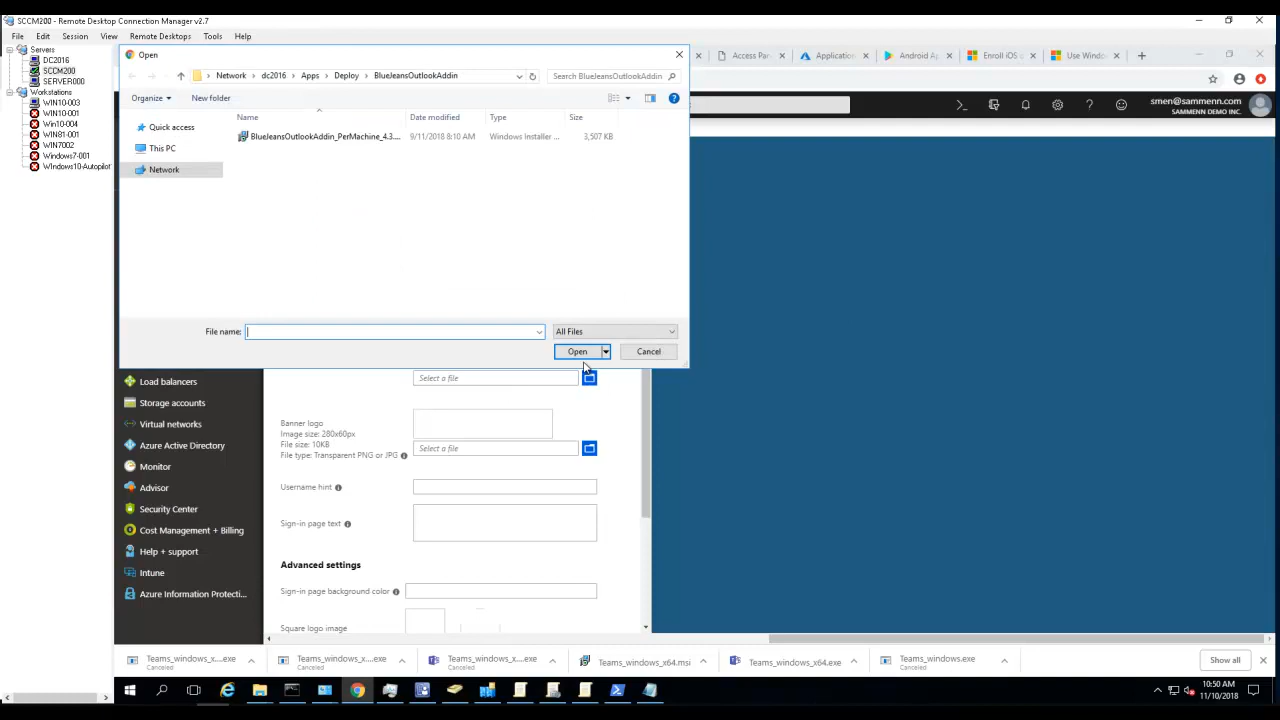 SCCM200 - Remote Desktop Connection Manager v2.7
File Edit Session View Remote Desktops Tools Help
Servers
DC2016
SCCM200
SERVER000
Workstations
WIN10-003
WIN10-001
Win10-004
WIN81-001
WIN7002
Windows7-001
Windows10-Autopilot
Open
Access Pan
Application
Android Ap
Enroll iOS
Use Window
Network dc2016 Apps Deploy BlueJeansOutlookAddin
Search BlueJeansOutlookAddin
Organize New folder
smen@sammenn.com
SAMMENN DEMO INC.
Name Date modified Type Size
Quick access
This PC
Network
BlueJeansOutlookAddin_PerMachine_4.3.... 9/11/2018 8:10 AM Windows Installer ... 3,507 KB
File name: All Files
Open Cancel
Load balancers
Storage accounts
Virtual networks
Azure Active Directory
Monitor
Advisor
Security Center
Cost Management + Billing
Help + support
Intune
Azure Information Protecti...
Select a file
Banner logo
Image size: 280x60px
File size: 10KB
File type: Transparent PNG or JPG
Select a file
Username hint
Sign-in page text
Advanced settings
Sign-in page background color
Square logo image
Teams_windows_x....exe
Canceled
Teams_windows_x....exe
Canceled
Teams_windows_x....exe
Canceled
Teams_windows_x64.msi
Teams_windows_x64.exe
Teams_windows.exe
Canceled
Show all
10:50 AM
11/10/2018